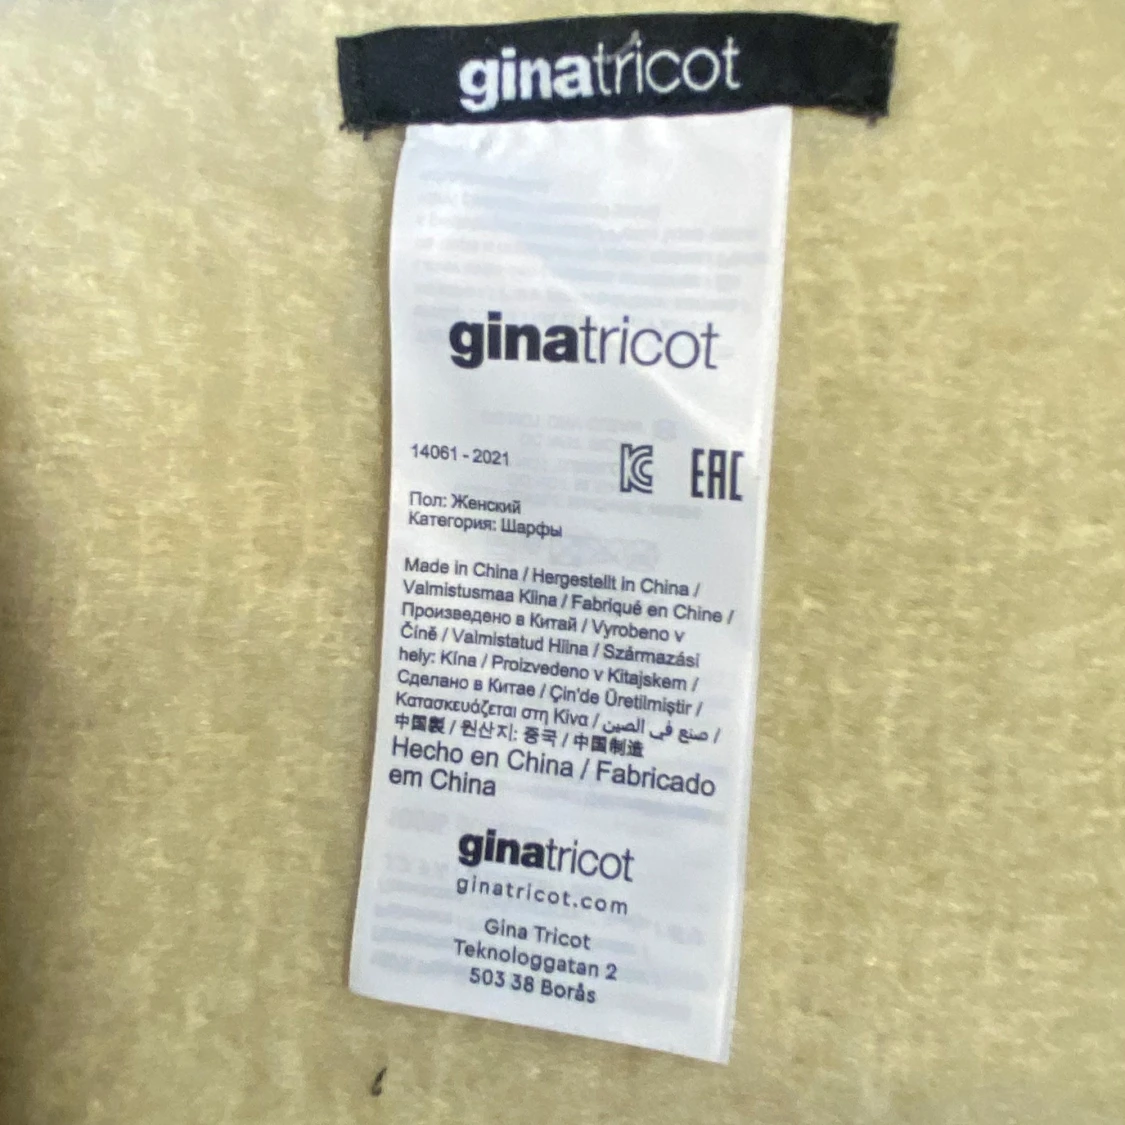 ginatricot
ginatricot
14061 - 2021
KC EAC
Пол: Женский
Категория: Шарфы
Made in China / Hergestellt in China /
Valmistusmaa Kiina / Fabriqué en Chine /
Произведено в Китай / Vyrobeno v
Číně / Valmistatud Hiina / Származási
hely: Kína / Proizvedeno v Kitajskem /
Сделано в Китае / Çin'de Üretilmiştir /
Κατασκευάζεται στη Κίνα / صنع في الصين /
中国製 / 원산지: 중국 / 中国制造
Hecho en China / Fabricado
em China
ginatricot
ginatricot.com
Gina Tricot
Teknologgatan 2
503 38 Borås